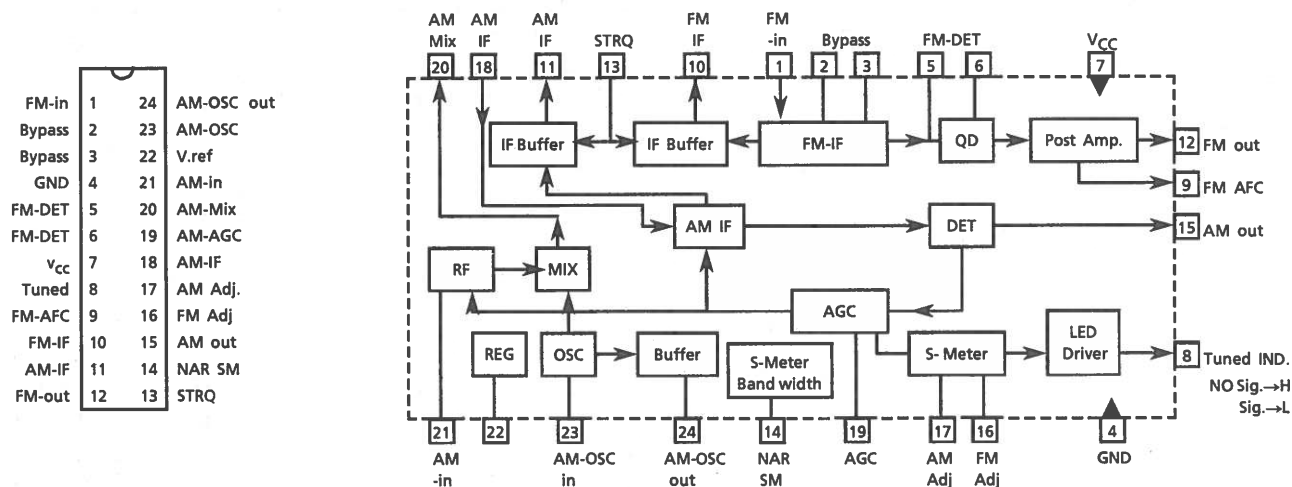 FM-in 1 24 AM-OSC out
Bypass 2 23 AM-OSC
Bypass 3 22 V.ref
GND 4 21 AM-in
FM-DET 5 20 AM-Mix
FM-DET 6 19 AM-AGC
VCC 7 18 AM-IF
Tuned 8 17 AM Adj.
FM-AFC 9 16 FM Adj
FM-IF 10 15 AM out
AM-IF 11 14 NAR SM
FM-out 12 13 STRQ
AM
Mix
20
AM
IF
18
AM
IF
11
STRQ
13
FM
IF
10
FM
-in
1
Bypass
2 3
FM-DET
5 6
VCC
7
IF Buffer
IF Buffer
FM-IF
QD
Post Amp.
12 FM out
9 FM AFC
AM IF
DET
15 AM out
RF
MIX
AGC
REG
OSC
Buffer
S-Meter
Band width
S- Meter
LED
Driver
8 Tuned IND.
NO Sig.→H
Sig.→L
21
AM
-in
22
23
AM-OSC
in
24
AM-OSC
out
14
NAR
SM
19
AGC
17
AM
Adj
16
FM
Adj
4
GND